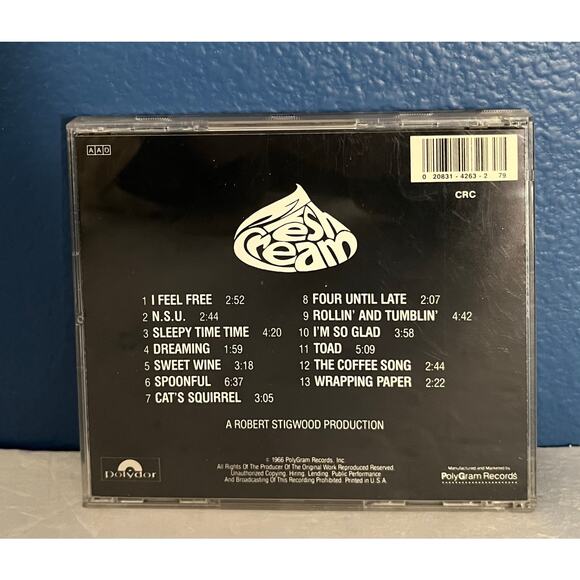 AAD
0 20831-4263-2 79
CRC
Fresh
Cream
1 I FEEL FREE 2:52
2 N.S.U. 2:44
3 SLEEPY TIME TIME 4:20
4 DREAMING 1:59
5 SWEET WINE 3:18
6 SPOONFUL 6:37
7 CAT'S SQUIRREL 3:05
8 FOUR UNTIL LATE 2:07
9 ROLLIN' AND TUMBLIN' 4:42
10 I'M SO GLAD 3:58
11 TOAD 5:09
12 THE COFFEE SONG 2:44
13 WRAPPING PAPER 2:22
A ROBERT STIGWOOD PRODUCTION
℗ 1966 PolyGram Records, Inc.
All Rights Of The Producer Of The Original Work Reproduced Reserved.
Unauthorized Copying, Hiring, Lending, Public Performance
And Broadcasting Of This Recording Prohibited. Printed in U.S.A.
polydor
Manufactured and Marketed by
PolyGram Records